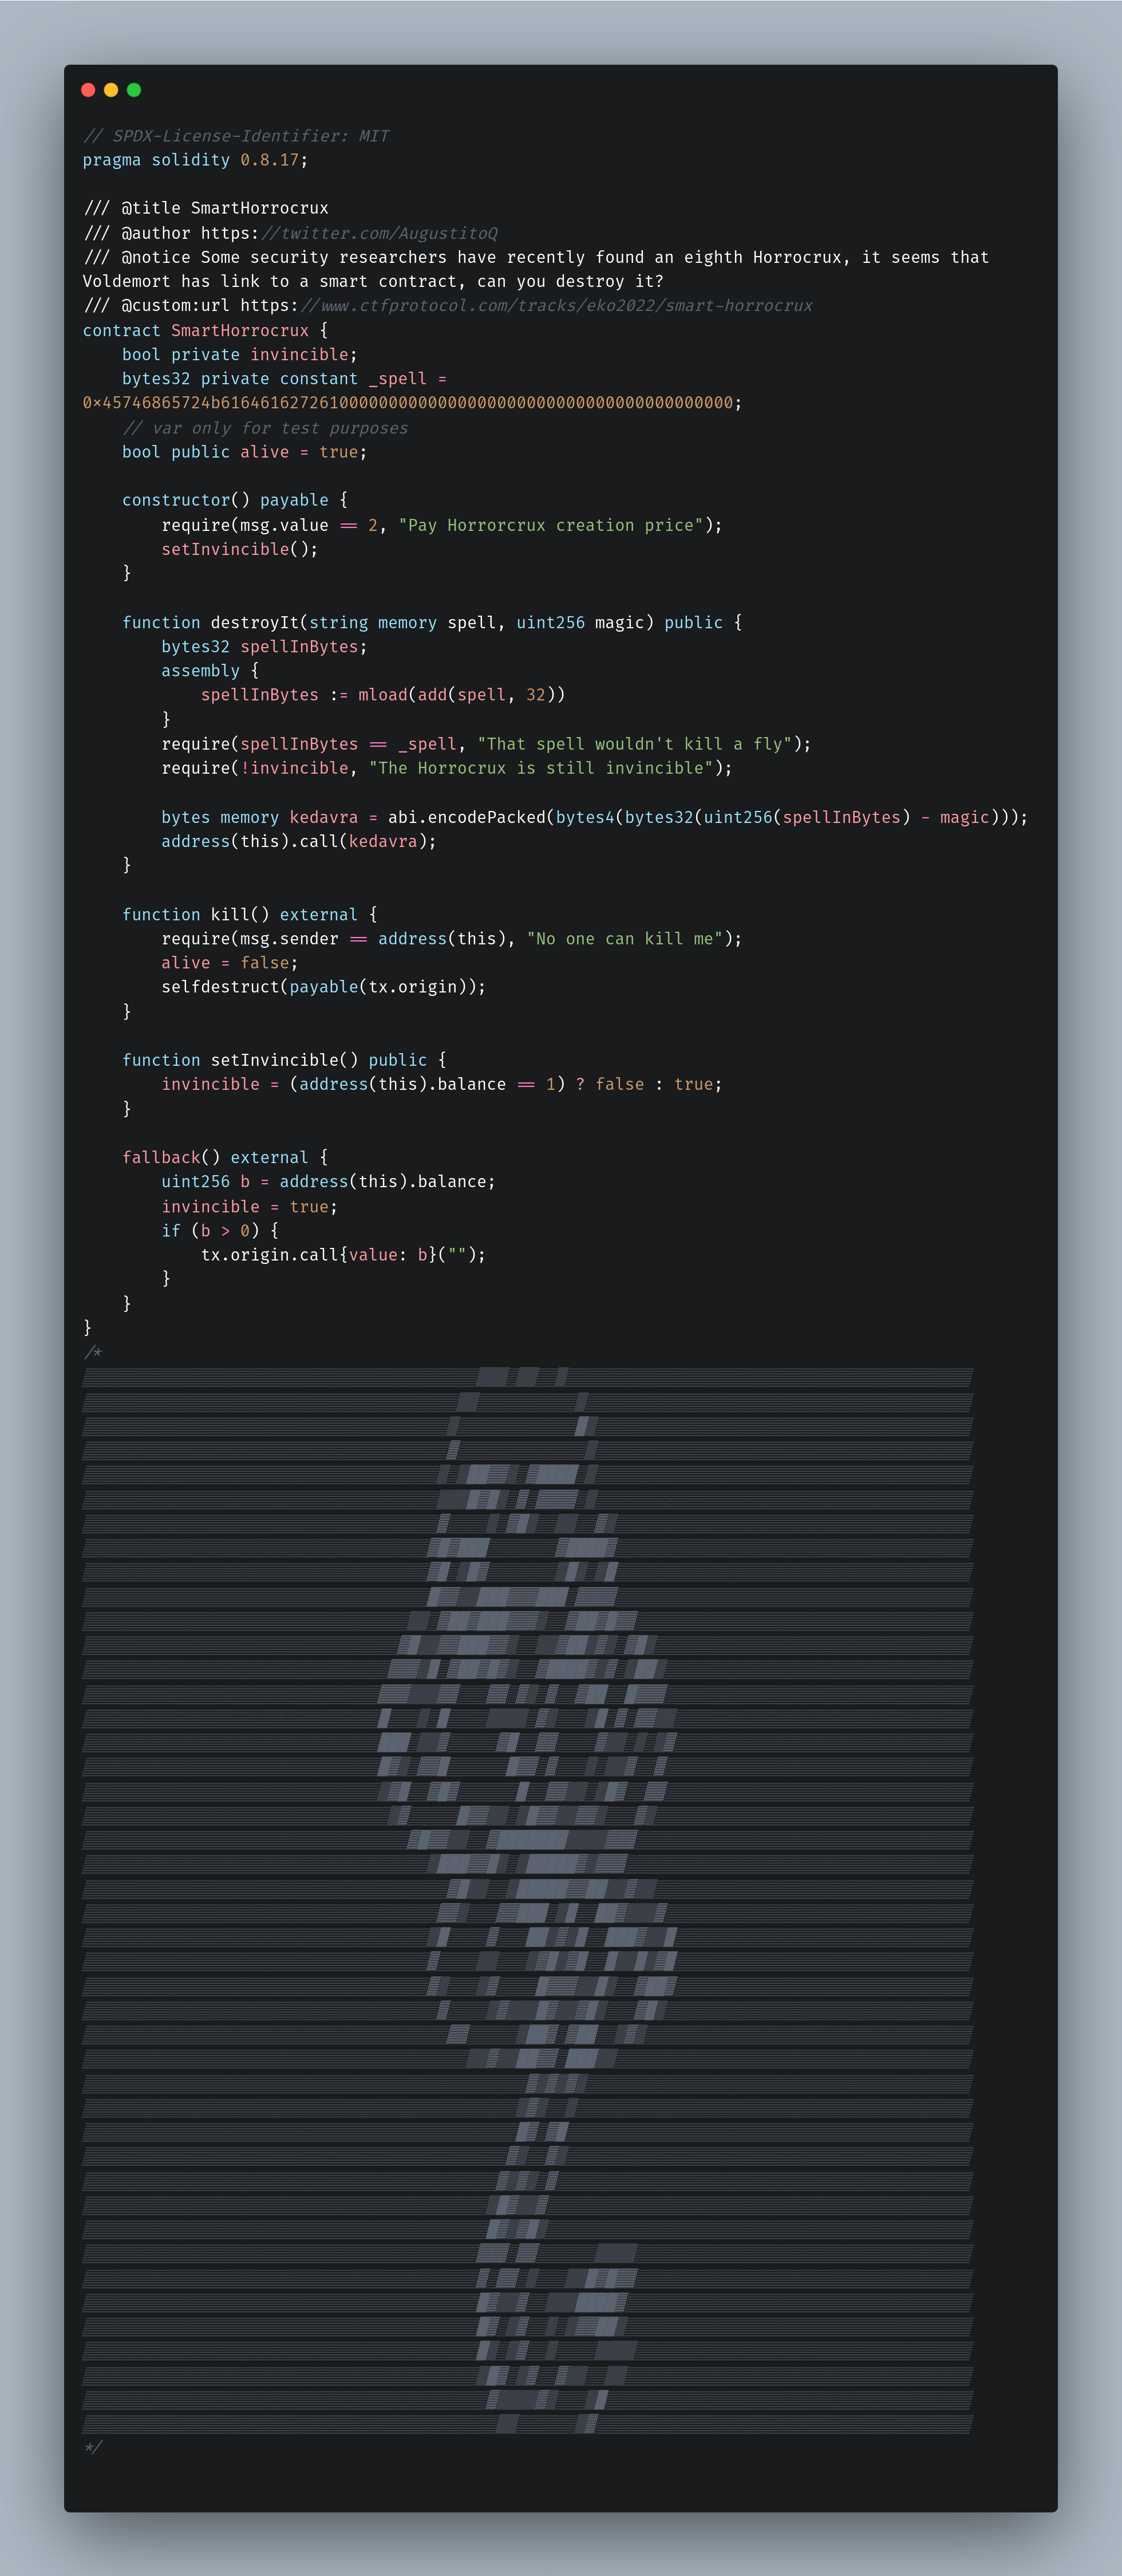 // SPDX-License-Identifier: MIT
pragma solidity 0.8.17;
/// @title SmartHorrocrux
/// @author https://twitter.com/AugustitoQ
/// @notice Some security researchers have recently found an eighth Horrocrux, it seems that
Voldemort has link to a smart contract, can you destroy it?
/// @custom:url https://www.ctfprotocol.com/tracks/eko2022/smart-horrocrux
contract SmartHorrocrux {
    bool private invincible;
    bytes32 private constant _spell =
0x45746865724b6164616272610000000000000000000000000000000000000000;
    // var only for test purposes
    bool public alive = true;
    constructor() payable {
        require(msg.value == 2, "Pay Horrorcrux creation price");
        setInvincible();
    }
    function destroyIt(string memory spell, uint256 magic) public {
        bytes32 spellInBytes;
        assembly {
            spellInBytes := mload(add(spell, 32))
        }
        require(spellInBytes == _spell, "That spell wouldn't kill a fly");
        require(!invincible, "The Horrocrux is still invincible");
        bytes memory kedavra = abi.encodePacked(bytes4(bytes32(uint256(spellInBytes) - magic)));
        address(this).call(kedavra);
    }
    function kill() external {
        require(msg.sender == address(this), "No one can kill me");
        alive = false;
        selfdestruct(payable(tx.origin));
    }
    function setInvincible() public {
        invincible = (address(this).balance == 1) ? false : true;
    }
    fallback() external {
        uint256 b = address(this).balance;
        invincible = true;
        if (b > 0) {
            tx.origin.call{value: b}("");
        }
    }
}
/*
*/